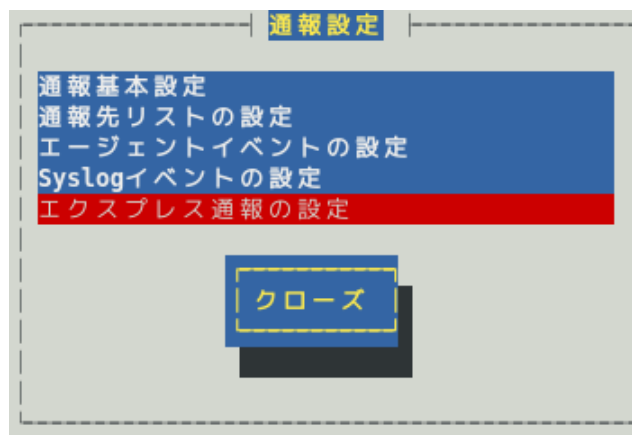 通報設定
通報基本設定
通報先リストの設定
エージェントイベントの設定
Syslogイベントの設定
エクスプレス通報の設定
クローズ